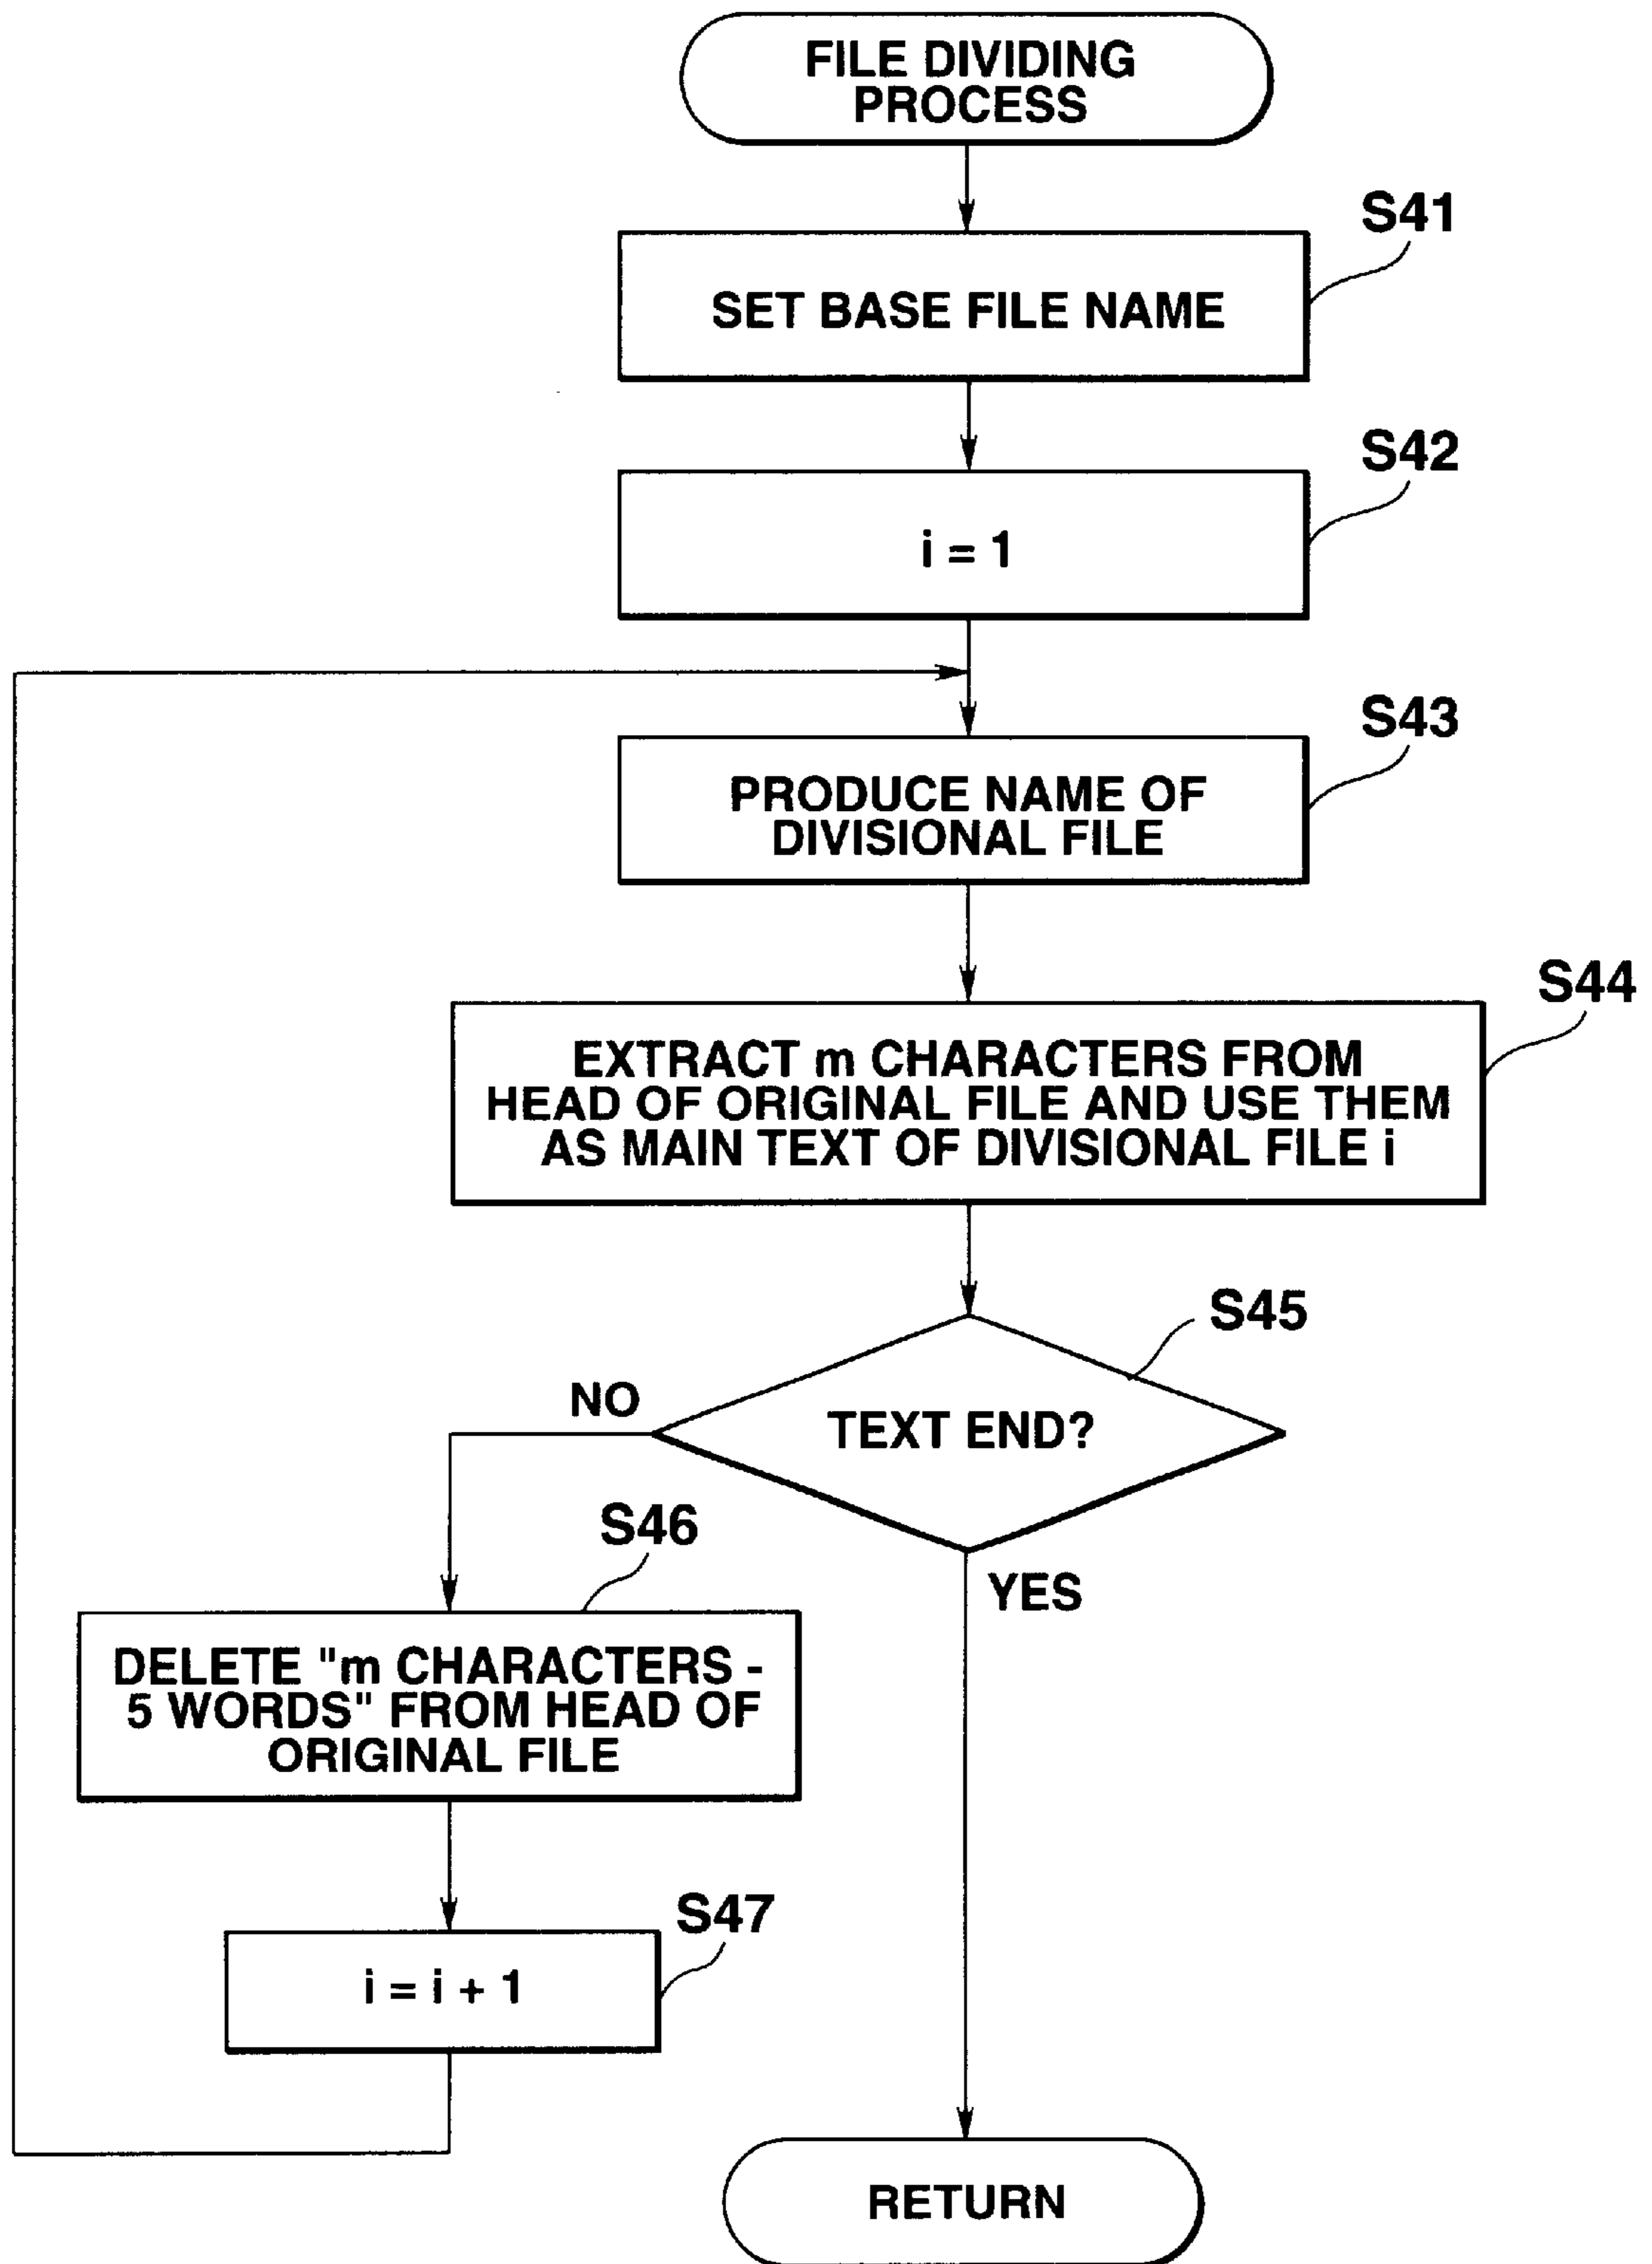 FILE DIVIDING
PROCESS
S41
SET BASE FILE NAME
S42
i = 1
S43
PRODUCE NAME OF
DIVISIONAL FILE
S44
EXTRACT m CHARACTERS FROM
HEAD OF ORIGINAL FILE AND USE THEM
AS MAIN TEXT OF DIVISIONAL FILE i
S45
NO
TEXT END?
S46
YES
DELETE "m CHARACTERS -
5 WORDS" FROM HEAD OF
ORIGINAL FILE
S47
i = i + 1
RETURN